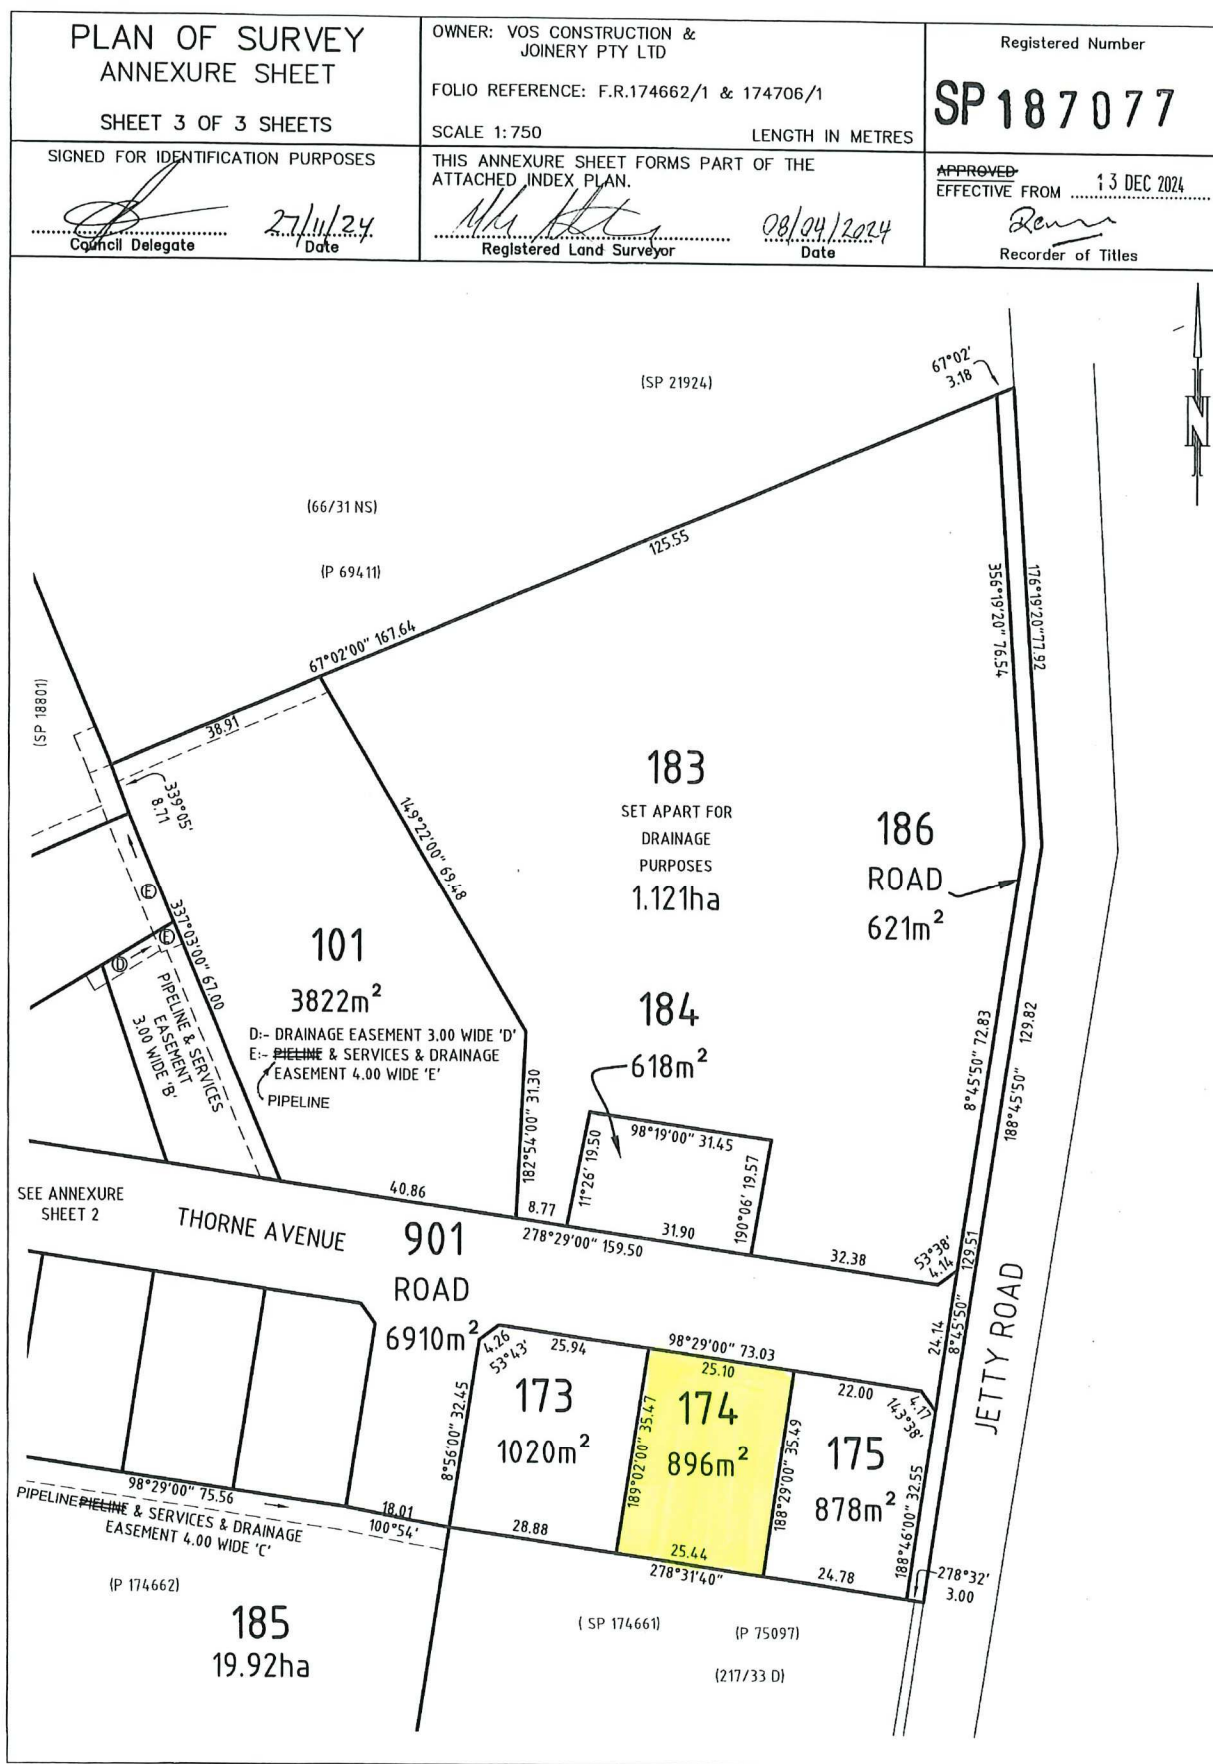 PLAN OF SURVEY
ANNEXURE SHEET
SHEET 3 OF 3 SHEETS
OWNER: VOS CONSTRUCTION &
JOINERY PTY LTD
FOLIO REFERENCE: F.R.174662/1 & 174706/1
SCALE 1:750 LENGTH IN METRES
Registered Number
SP187077
SIGNED FOR IDENTIFICATION PURPOSES
27/11/24
Council Delegate Date
THIS ANNEXURE SHEET FORMS PART OF THE
ATTACHED INDEX PLAN.
08/04/2024
Registered Land Surveyor Date
APPROVED
EFFECTIVE FROM 13 DEC 2024
Recorder of Titles
N
(SP 21924)
67°02'
3.18
(66/31 NS)
(P 69411)
125.55
67°02'00" 167.64
356°19'20" 76.54
176°19'20" 77.92
(SP 18801)
38.91
339°05'
8.71
149°22'00" 69.48
183
SET APART FOR
DRAINAGE
PURPOSES
1.121ha
186
ROAD
621m²
E
E
D
337°03'00" 67.00
101
3822m²
D:- DRAINAGE EASEMENT 3.00 WIDE 'D'
E:- PIELINE & SERVICES & DRAINAGE
EASEMENT 4.00 WIDE 'E'
PIPELINE
PIPELINE & SERVICES
EASEMENT
3.00 WIDE 'B'
184
618m²
98°19'00" 31.45
11°26' 19.50
190°06' 19.57
182°54'00" 31.30
8°45'50" 72.83
188°45'50" 129.82
SEE ANNEXURE
SHEET 2
THORNE AVENUE
40.86
8.77
278°29'00" 159.50
31.90
32.38
53°38'
4.14
901
ROAD
6910m²
24.14
8°45'50" 129.51
JETTY ROAD
4.26
53°43'
25.94
98°29'00" 73.03
25.10
22.00
4.17
143°38'
173
1020m²
174
896m²
175
878m²
8°56'00" 32.45
189°02'00" 35.47
188°29'00" 35.49
188°46'00" 32.55
98°29'00" 75.56
18.01
100°54'
28.88
25.44
278°31'40"
24.78
278°32'
3.00
PIPELINE PIELINE & SERVICES & DRAINAGE
EASEMENT 4.00 WIDE 'C'
(P 174662)
185
19.92ha
( SP 174661)
(P 75097)
(217/33 D)